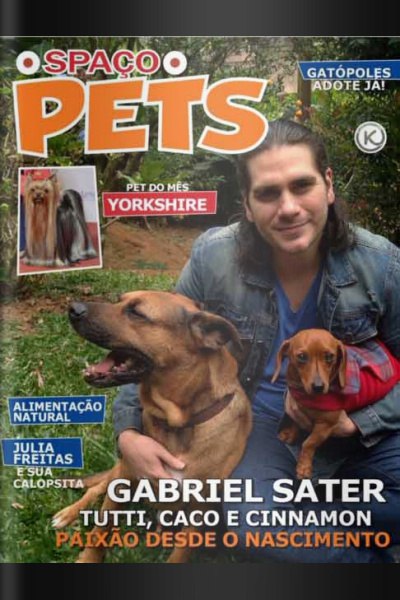 SPAÇO
PETS
GATÓPOLES
ADOTE JÁ!
K
PET DO MÊS
YORKSHIRE
ALIMENTAÇÃO
NATURAL
JULIA
FREITAS
E SUA
CALOPSITA
GABRIEL SATER
TUTTI, CACO E CINNAMON
PAIXÃO DESDE O NASCIMENTO